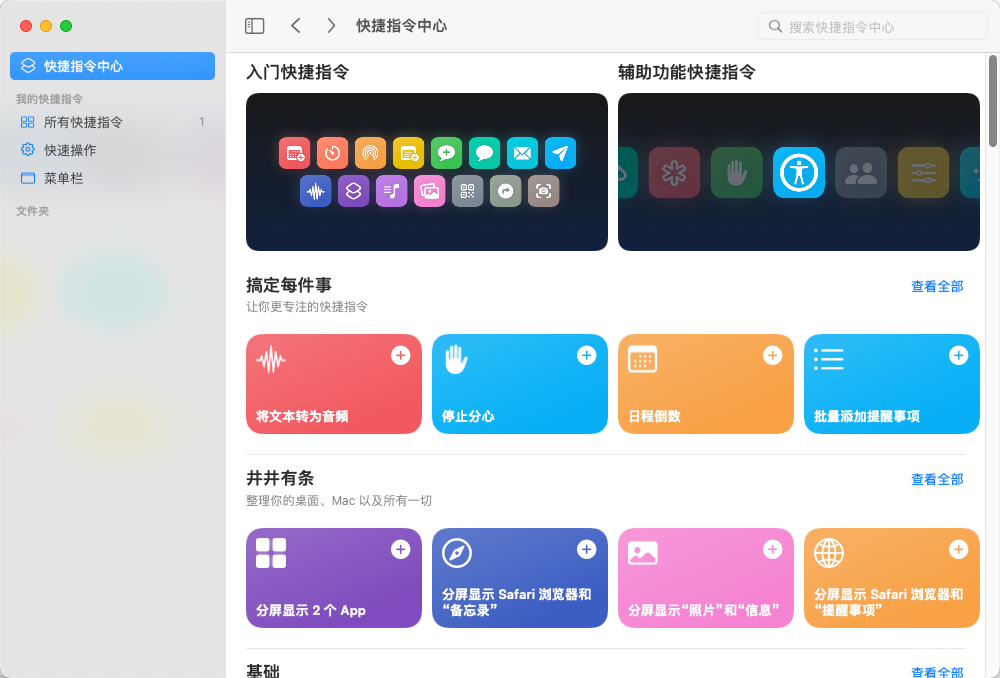 快捷指令中心
搜索快捷指令中心
快捷指令中心
我的快捷指令
所有快捷指令 1
快速操作
菜单栏
文件夹
入门快捷指令
辅助功能快捷指令
搞定每件事
查看全部
让你更专注的快捷指令
将文本转为音频
停止分心
日程倒数
批量添加提醒事项
井井有条
查看全部
整理你的桌面、Mac 以及所有一切
分屏显示 2 个 App
分屏显示 Safari 浏览器和
“备忘录”
分屏显示“照片”和“信息”
分屏显示 Safari 浏览器和
“提醒事项”
基础
查看全部